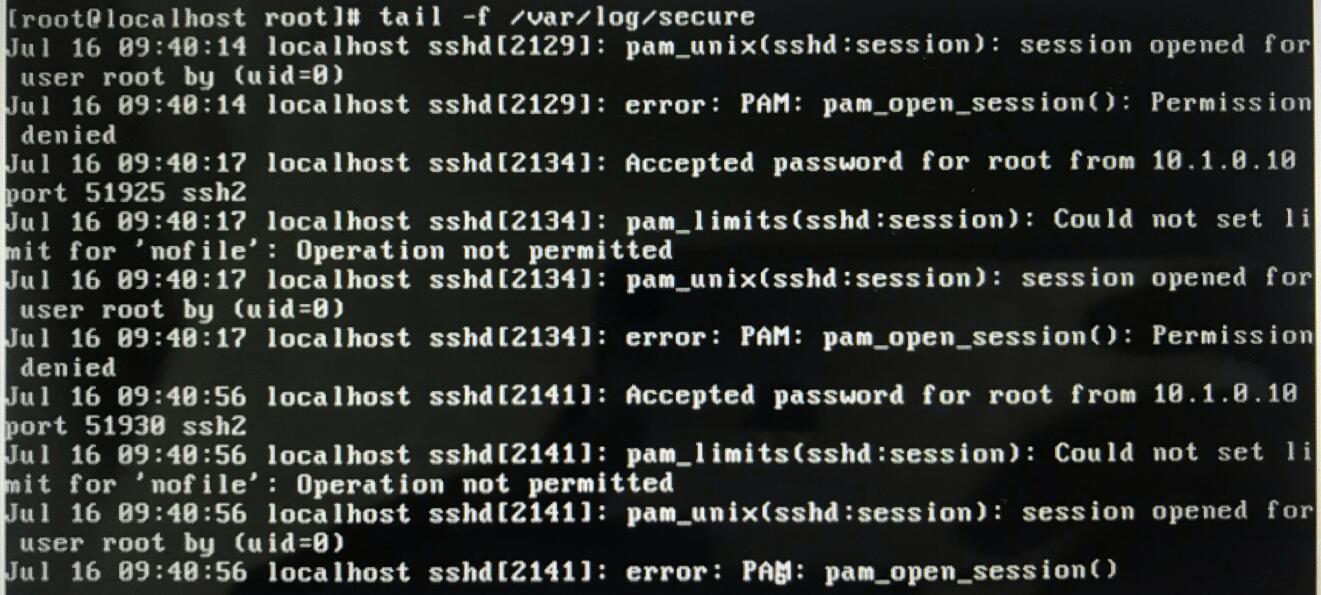 [root@localhost root]# tail -f /var/log/secure
Jul 16 09:40:14 localhost sshd[2129]: pam_unix(sshd:session): session opened for
 user root by (uid=0)
Jul 16 09:40:14 localhost sshd[2129]: error: PAM: pam_open_session(): Permission
 denied
Jul 16 09:40:17 localhost sshd[2134]: Accepted password for root from 10.1.0.10
port 51925 ssh2
Jul 16 09:40:17 localhost sshd[2134]: pam_limits(sshd:session): Could not set li
mit for 'nofile': Operation not permitted
Jul 16 09:40:17 localhost sshd[2134]: pam_unix(sshd:session): session opened for
 user root by (uid=0)
Jul 16 09:40:17 localhost sshd[2134]: error: PAM: pam_open_session(): Permission
 denied
Jul 16 09:40:56 localhost sshd[2141]: Accepted password for root from 10.1.0.10
port 51930 ssh2
Jul 16 09:40:56 localhost sshd[2141]: pam_limits(sshd:session): Could not set li
mit for 'nofile': Operation not permitted
Jul 16 09:40:56 localhost sshd[2141]: pam_unix(sshd:session): session opened for
 user root by (uid=0)
Jul 16 09:40:56 localhost sshd[2141]: error: PAM: pam_open_session()